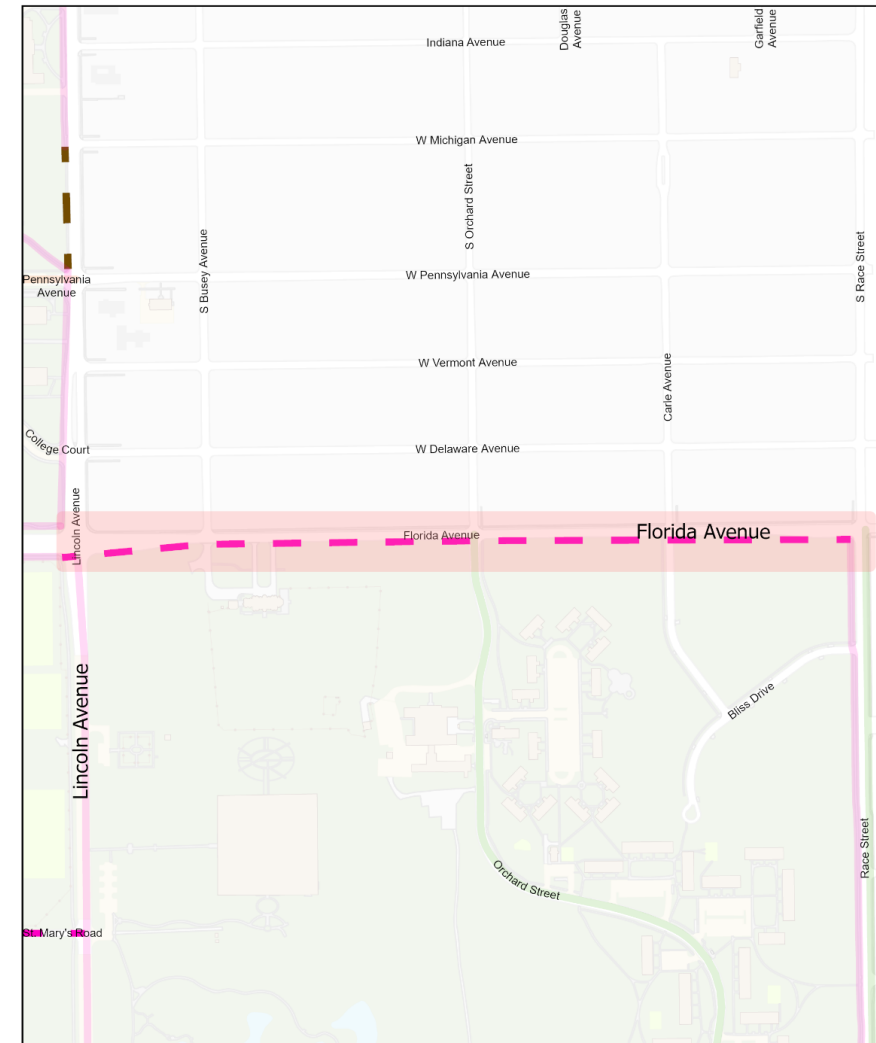 Douglas
Avenue
Garfield
Avenue
Indiana Avenue
W Michigan Avenue
S Orchard Street
S Busey Avenue
S Race Street
W Pennsylvania Avenue
Pennsylvania
Avenue
W Vermont Avenue
Carle Avenue
College Court
W Delaware Avenue
Lincoln Avenue
Florida Avenue
Florida Avenue
Lincoln Avenue
Bliss Drive
Race Street
Orchard Street
St. Mary's Road